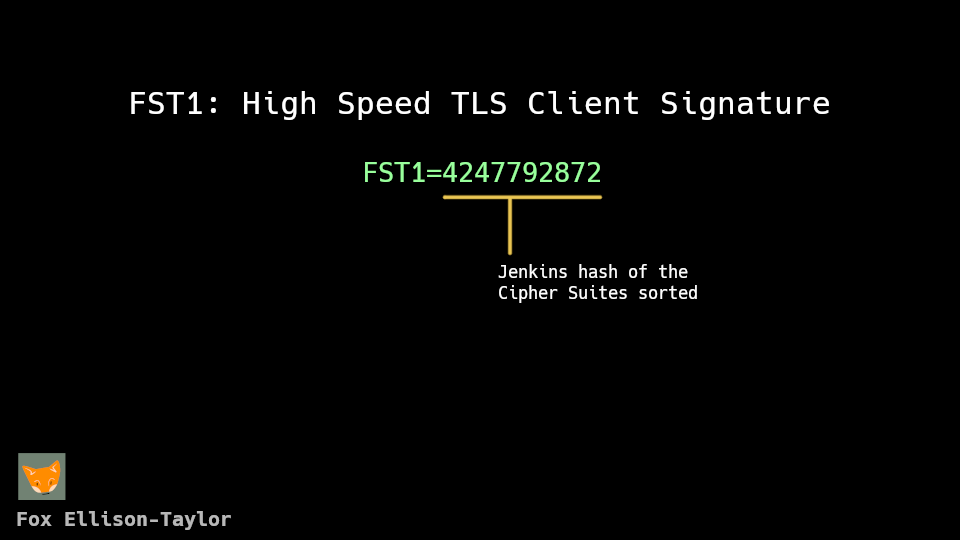 FST1: High Speed TLS Client Signature
FST1=4247792872
Jenkins hash of the
Cipher Suites sorted
Fox Ellison-Taylor